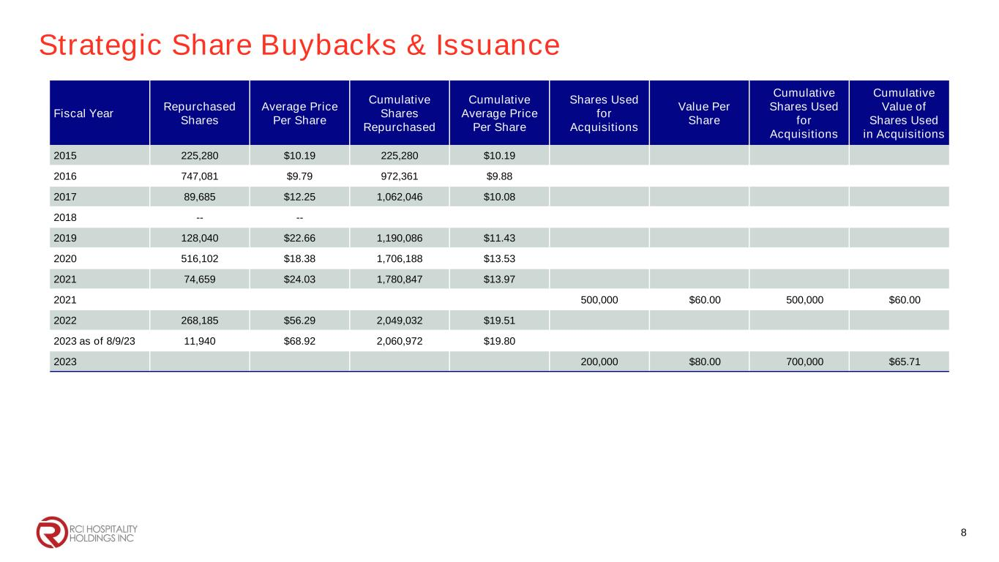 Strategic Share Buybacks & Issuance
Fiscal Year
Repurchased
Shares
Average Price
Per Share
Cumulative
Shares
Repurchased
Cumulative
Average Price
Per Share
Shares Used
for
Acquisitions
Value Per
Share
Cumulative
Shares Used
for
Acquisitions
Cumulative
Value of
Shares Used
in Acquisitions
2015 225,280 $10.19 225,280 $10.19
2016 747,081 $9.79 972,361 $9.88
2017 89,685 $12.25 1,062,046 $10.08
2018 -- --
2019 128,040 $22.66 1,190,086 $11.43
2020 516,102 $18.38 1,706,188 $13.53
2021 74,659 $24.03 1,780,847 $13.97
2021 500,000 $60.00 500,000 $60.00
2022 268,185 $56.29 2,049,032 $19.51
2023 as of 8/9/23 11,940 $68.92 2,060,972 $19.80
2023 200,000 $80.00 700,000 $65.71
RCI HOSPITALITY
HOLDINGS INC
8